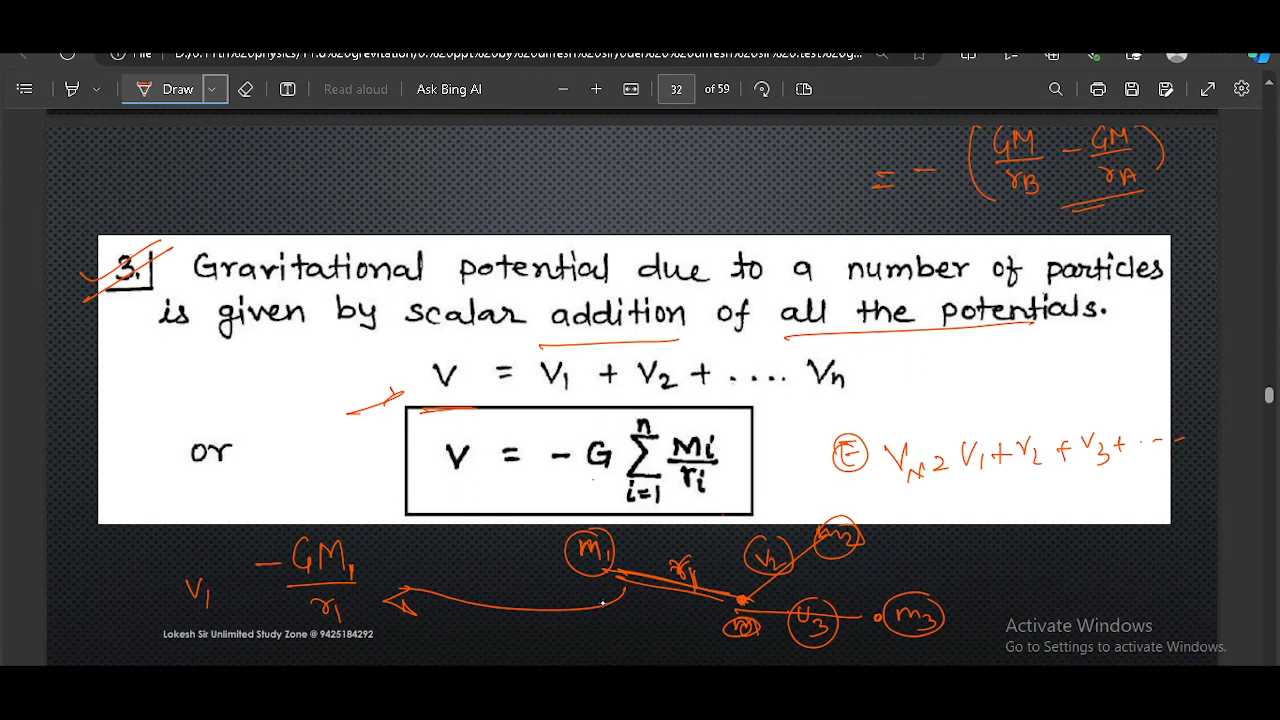 Draw
Read aloud
Ask Bing AI
32
of 59
= - (GM/rB - GM/rA)
3. Gravitational potential due to a number of particles
is given by scalar addition of all the potentials.
V = V1 + V2 + .... Vn
or
V = - G n∑i=1 Mi/ri
E
V1 + V2 + V3 + ....
m1
r1
V2
m2
V3
m3
V1
-GM1/r1
Lokesh Sir Unlimited Study Zone @ 9425184292
Activate Windows
Go to Settings to activate Windows.